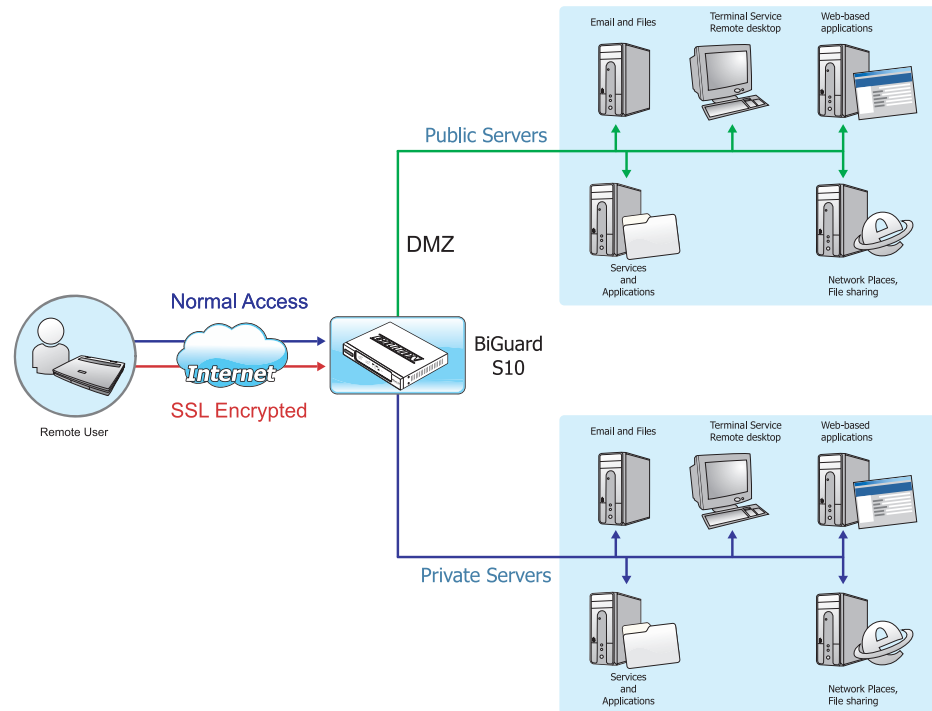 Email and Files
Terminal Service
Remote desktop
Web-based
applications
Public Servers
DMZ
Services
and
Applications
Network Places,
File sharing
Normal Access
Internet
SSL Encrypted
Remote User
BiGuard
S10
Email and Files
Terminal Service
Remote desktop
Web-based
applications
Private Servers
Services
and
Applications
Network Places,
File sharing